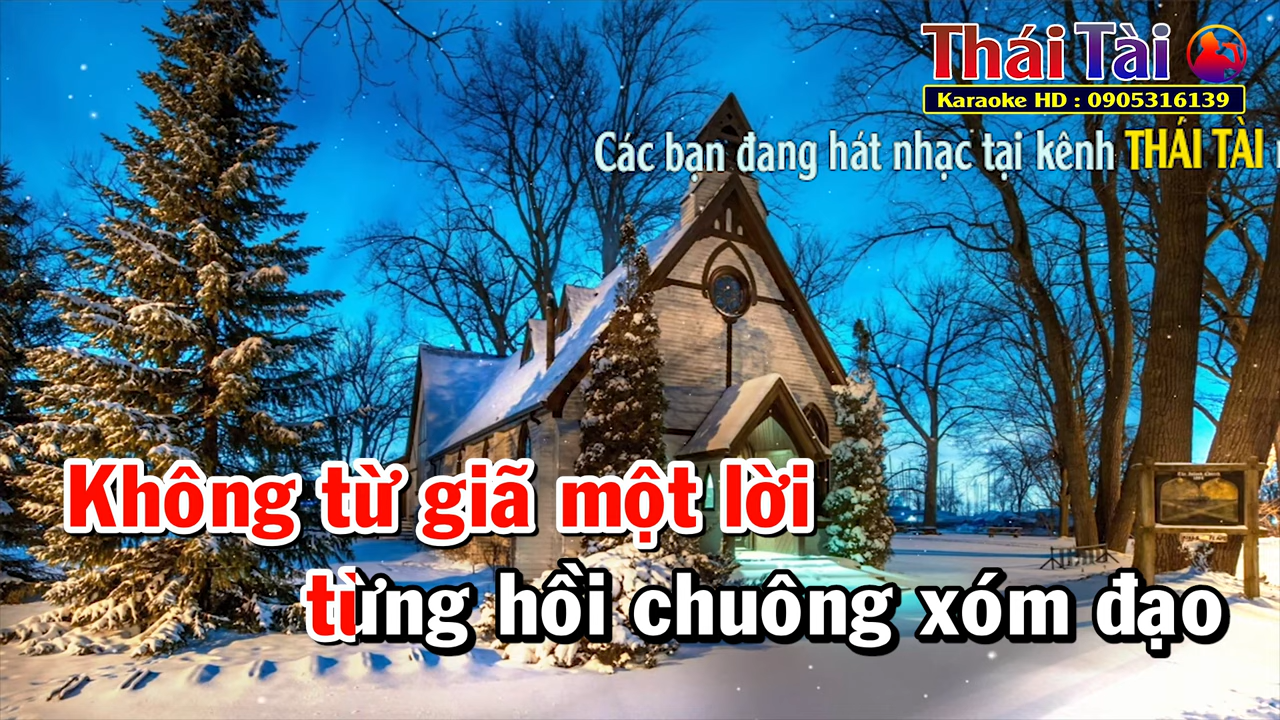 Thái Tài
Karaoke HD : 0905316139
Các bạn đang hát nhạc tại kênh THÁI TÀI
Không từ giã một lời
từng hồi chuông xóm đạo